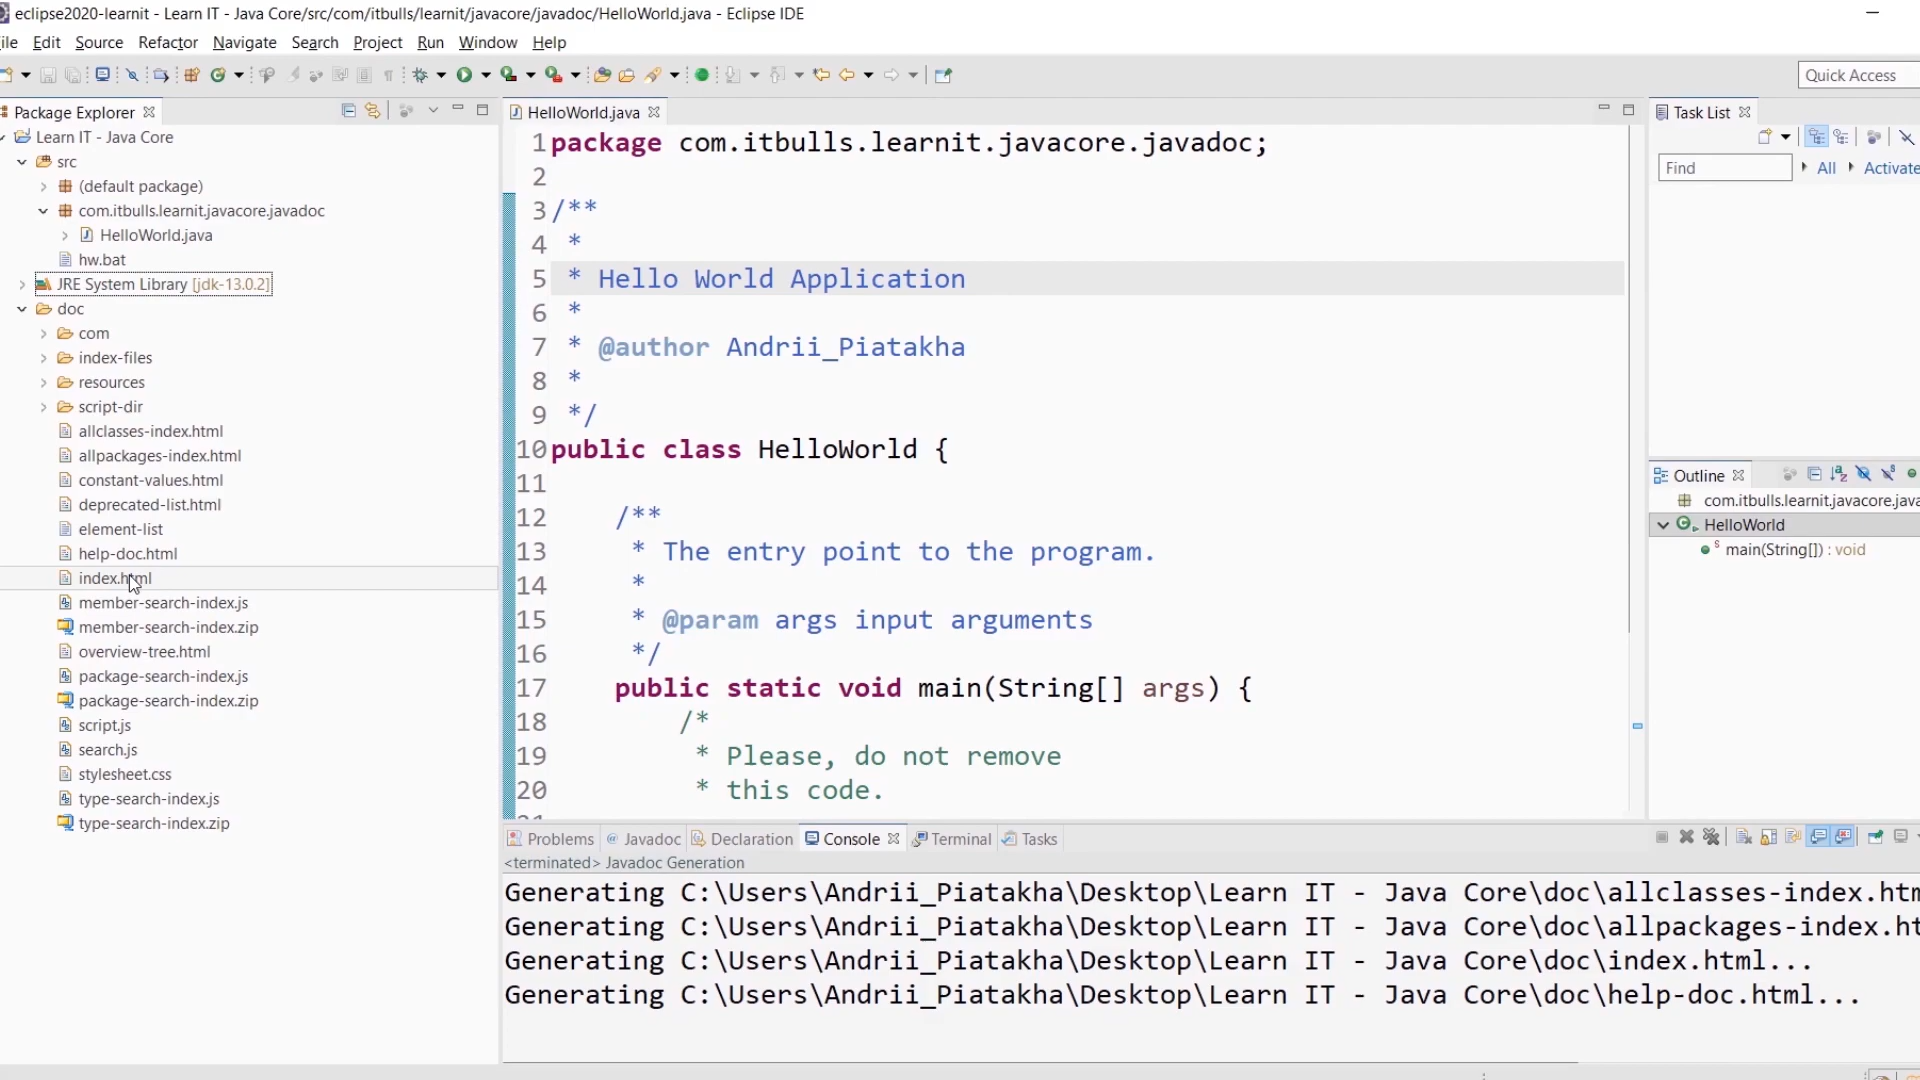 eclipse2020-learnit - Learn IT - Java Core/src/com/itbulls/learnit/javacore/javadoc/HelloWorld.java - Eclipse IDE
ile Edit Source Refactor Navigate Search Project Run Window Help
Quick Access
Package Explorer
Learn IT - Java Core
src
(default package)
com.itbulls.learnit.javacore.javadoc
HelloWorld.java
hw.bat
JRE System Library [jdk-13.0.2]
doc
com
index-files
resources
script-dir
allclasses-index.html
allpackages-index.html
constant-values.html
deprecated-list.html
element-list
help-doc.html
index.html
member-search-index.js
member-search-index.zip
overview-tree.html
package-search-index.js
package-search-index.zip
script.js
search.js
stylesheet.css
type-search-index.js
type-search-index.zip
HelloWorld.java
1 package com.itbulls.learnit.javacore.javadoc;
2
3 /**
4 *
5 * Hello World Application
6 *
7 * @author Andrii_Piatakha
8 *
9 */
10 public class HelloWorld {
11
12 /**
13 * The entry point to the program.
14 *
15 * @param args input arguments
16 */
17 public static void main(String[] args) {
18 /*
19 * Please, do not remove
20 * this code.
Problems Javadoc Declaration Console Terminal Tasks
<terminated> Javadoc Generation
Generating C:\Users\Andrii_Piatakha\Desktop\Learn IT - Java Core\doc\allclasses-index.htm
Generating C:\Users\Andrii_Piatakha\Desktop\Learn IT - Java Core\doc\allpackages-index.ht
Generating C:\Users\Andrii_Piatakha\Desktop\Learn IT - Java Core\doc\index.html...
Generating C:\Users\Andrii_Piatakha\Desktop\Learn IT - Java Core\doc\help-doc.html...
Task List
Find All Activate
Outline
com.itbulls.learnit.javacore.java
HelloWorld
main(String[]) : void